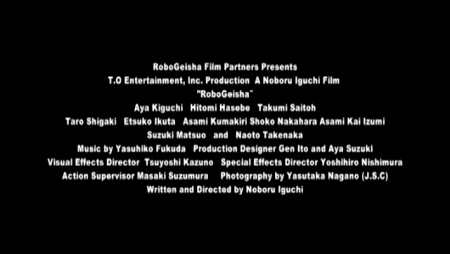 RoboGeisha Film Partners Presents
T.O Entertainment, Inc. Production A Noboru Iguchi Film
"RoboGeisha"
Aya Kiguchi Hitomi Hasebe Takumi Saitoh
Taro Shigaki Etsuko Ikuta Asami Kumakiri Shoko Nakahara Asami Kai Izumi
Suzuki Matsuo and Naoto Takenaka
Music by Yasuhiko Fukuda Production Designer Gen Ito and Aya Suzuki
Visual Effects Director Tsuyoshi Kazuno Special Effects Director Yoshihiro Nishimura
Action Supervisor Masaki Suzumura Photography by Yasutaka Nagano (J.S.C)
Written and Directed by Noboru Iguchi